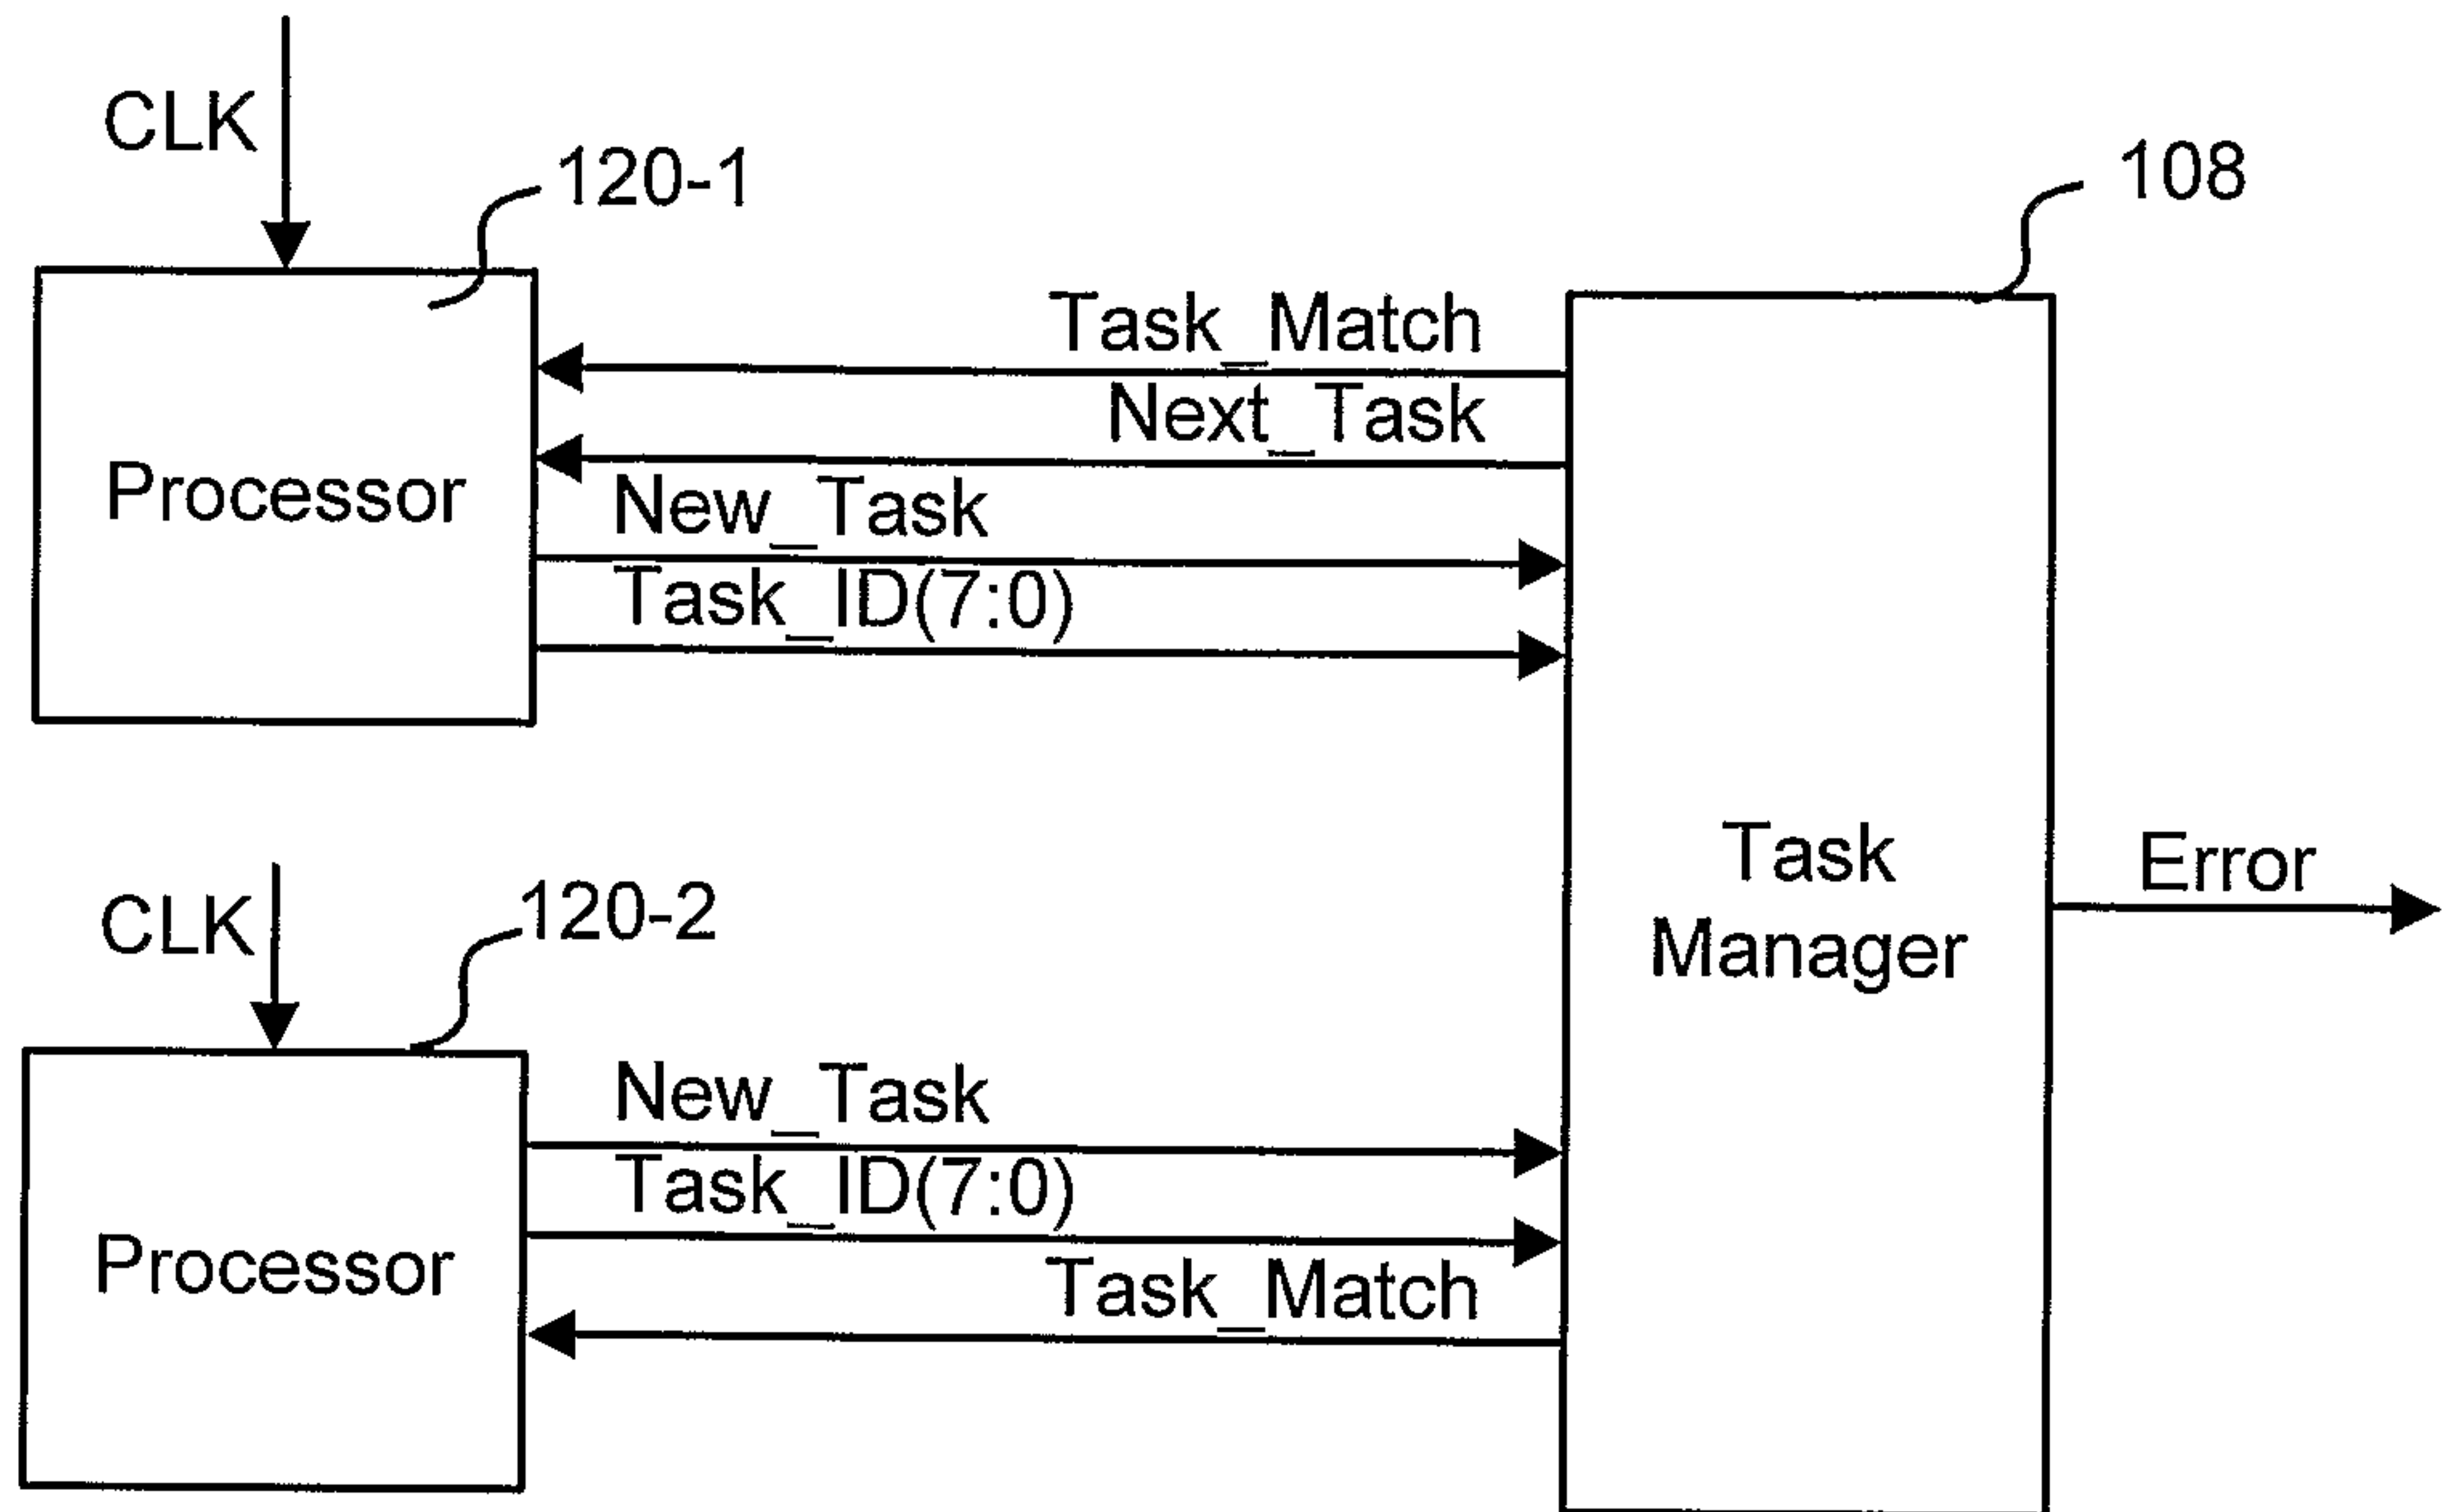 CLK
120-1
108
Task_Match
Next_Task
Processor
New_Task
Task_ID(7:0)
Task
Manager
Error
CLK
120-2
New_Task
Task_ID(7:0)
Processor
Task_Match